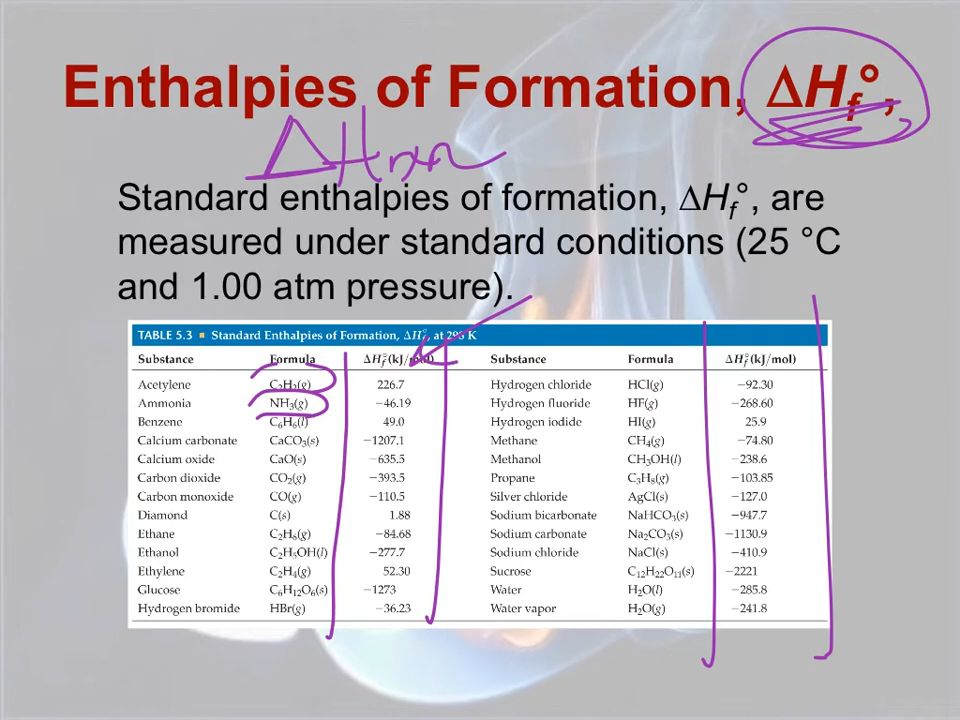 Enthalpies of Formation, ΔHf°,
ΔHrxn
Standard enthalpies of formation, ΔHf°, are
measured under standard conditions (25 °C
and 1.00 atm pressure).
TABLE 5.3 ■ Standard Enthalpies of Formation, ΔHf°, at 298 K
Substance Formula ΔHf° (kJ/mol) Substance Formula ΔHf° (kJ/mol)
Acetylene C2H2(g) 226.7 Hydrogen chloride HCl(g) −92.30
Ammonia NH3(g) −46.19 Hydrogen fluoride HF(g) −268.60
Benzene C6H6(l) 49.0 Hydrogen iodide HI(g) 25.9
Calcium carbonate CaCO3(s) −1207.1 Methane CH4(g) −74.80
Calcium oxide CaO(s) −635.5 Methanol CH3OH(l) −238.6
Carbon dioxide CO2(g) −393.5 Propane C3H8(g) −103.85
Carbon monoxide CO(g) −110.5 Silver chloride AgCl(s) −127.0
Diamond C(s) 1.88 Sodium bicarbonate NaHCO3(s) −947.7
Ethane C2H6(g) −84.68 Sodium carbonate Na2CO3(s) −1130.9
Ethanol C2H5OH(l) −277.7 Sodium chloride NaCl(s) −410.9
Ethylene C2H4(g) 52.30 Sucrose C12H22O11(s) −2221
Glucose C6H12O6(s) −1273 Water H2O(l) −285.8
Hydrogen bromide HBr(g) −36.23 Water vapor H2O(g) −241.8